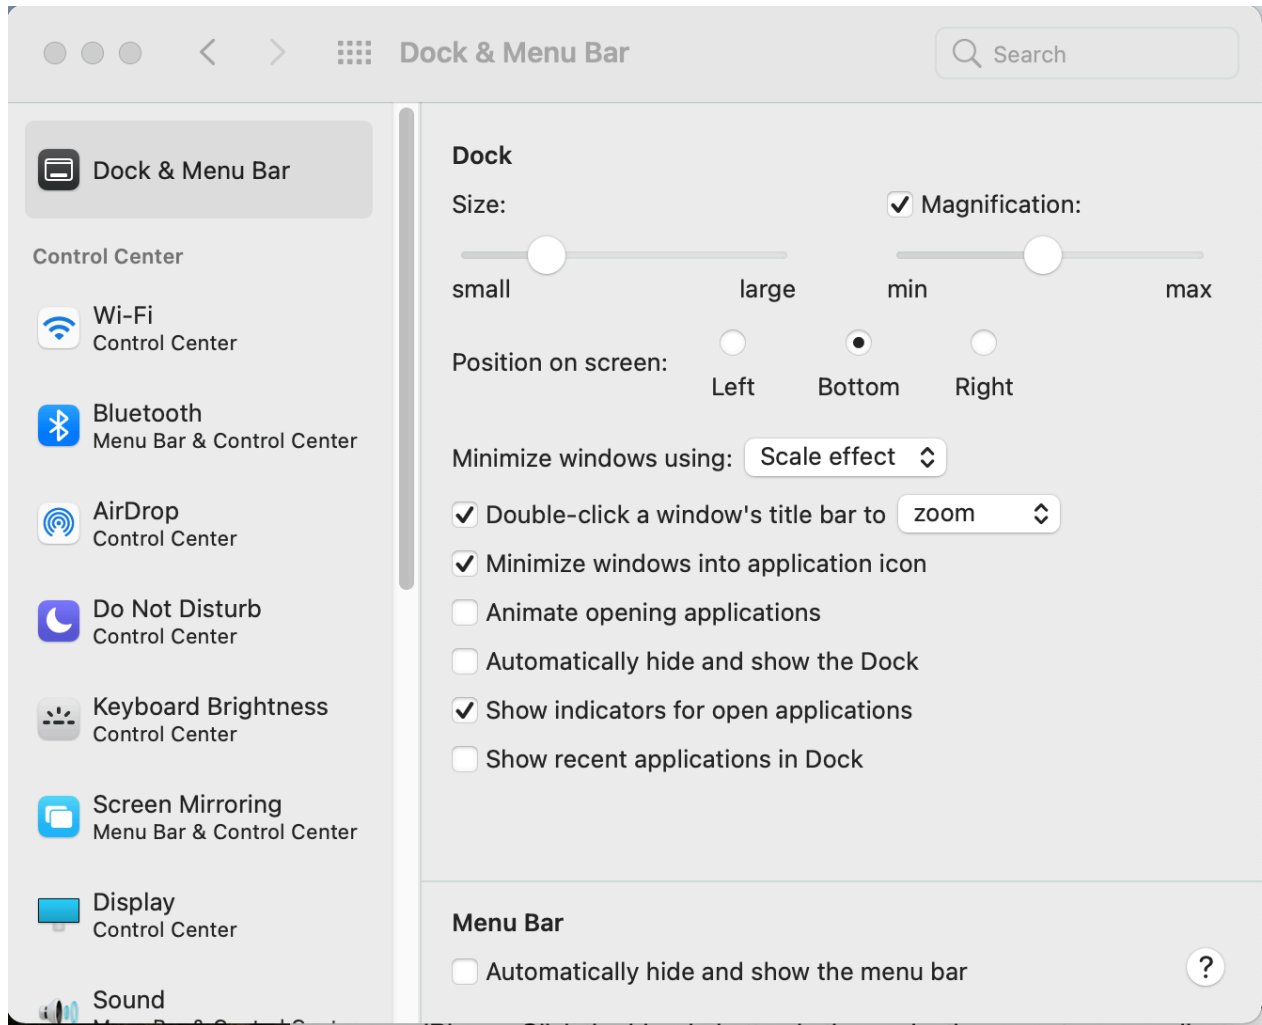 Dock & Menu Bar
Search
Dock & Menu Bar
Control Center
Wi-Fi
Control Center
Bluetooth
Menu Bar & Control Center
AirDrop
Control Center
Do Not Disturb
Control Center
Keyboard Brightness
Control Center
Screen Mirroring
Menu Bar & Control Center
Display
Control Center
Sound
Dock
Size:
Magnification:
small large
min max
Position on screen:
Left Bottom Right
Minimize windows using: Scale effect
Double-click a window's title bar to zoom
Minimize windows into application icon
Animate opening applications
Automatically hide and show the Dock
Show indicators for open applications
Show recent applications in Dock
Menu Bar
Automatically hide and show the menu bar
?